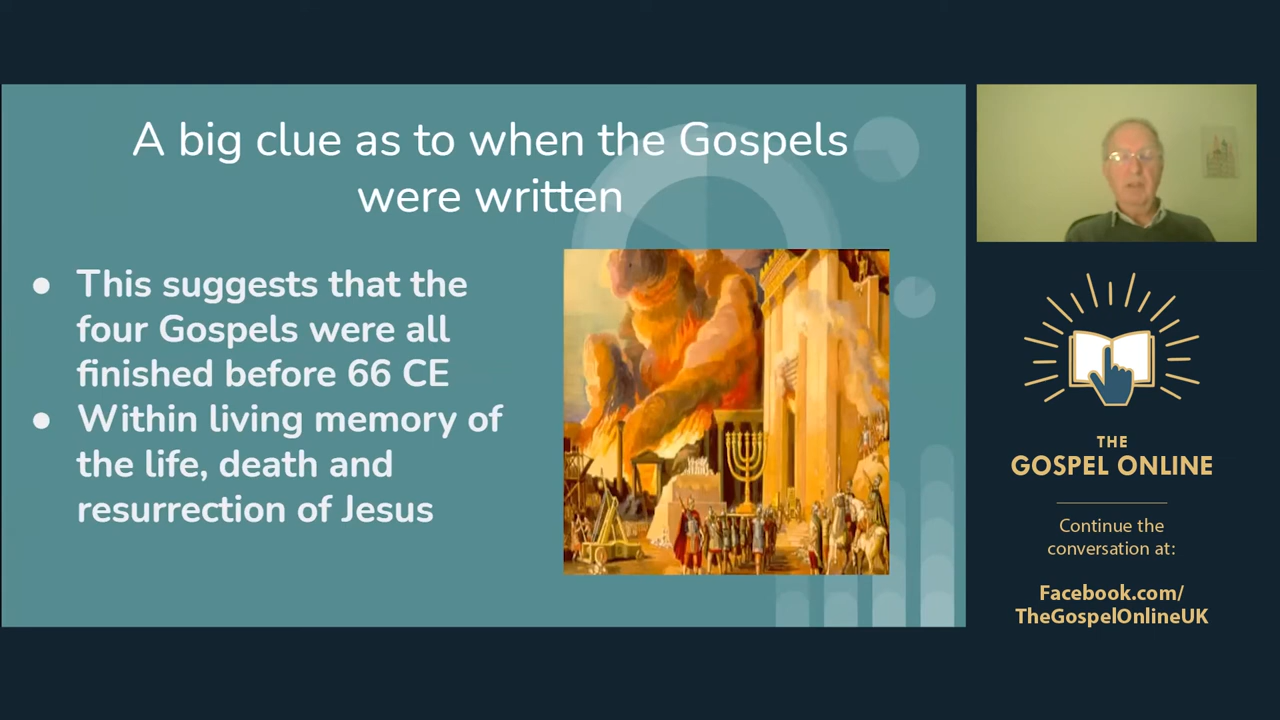 A big clue as to when the Gospels
were written
● This suggests that the
four Gospels were all
finished before 66 CE
● Within living memory of
the life, death and
resurrection of Jesus
THE
GOSPEL ONLINE
Continue the
conversation at:
Facebook.com/
TheGospelOnlineUK